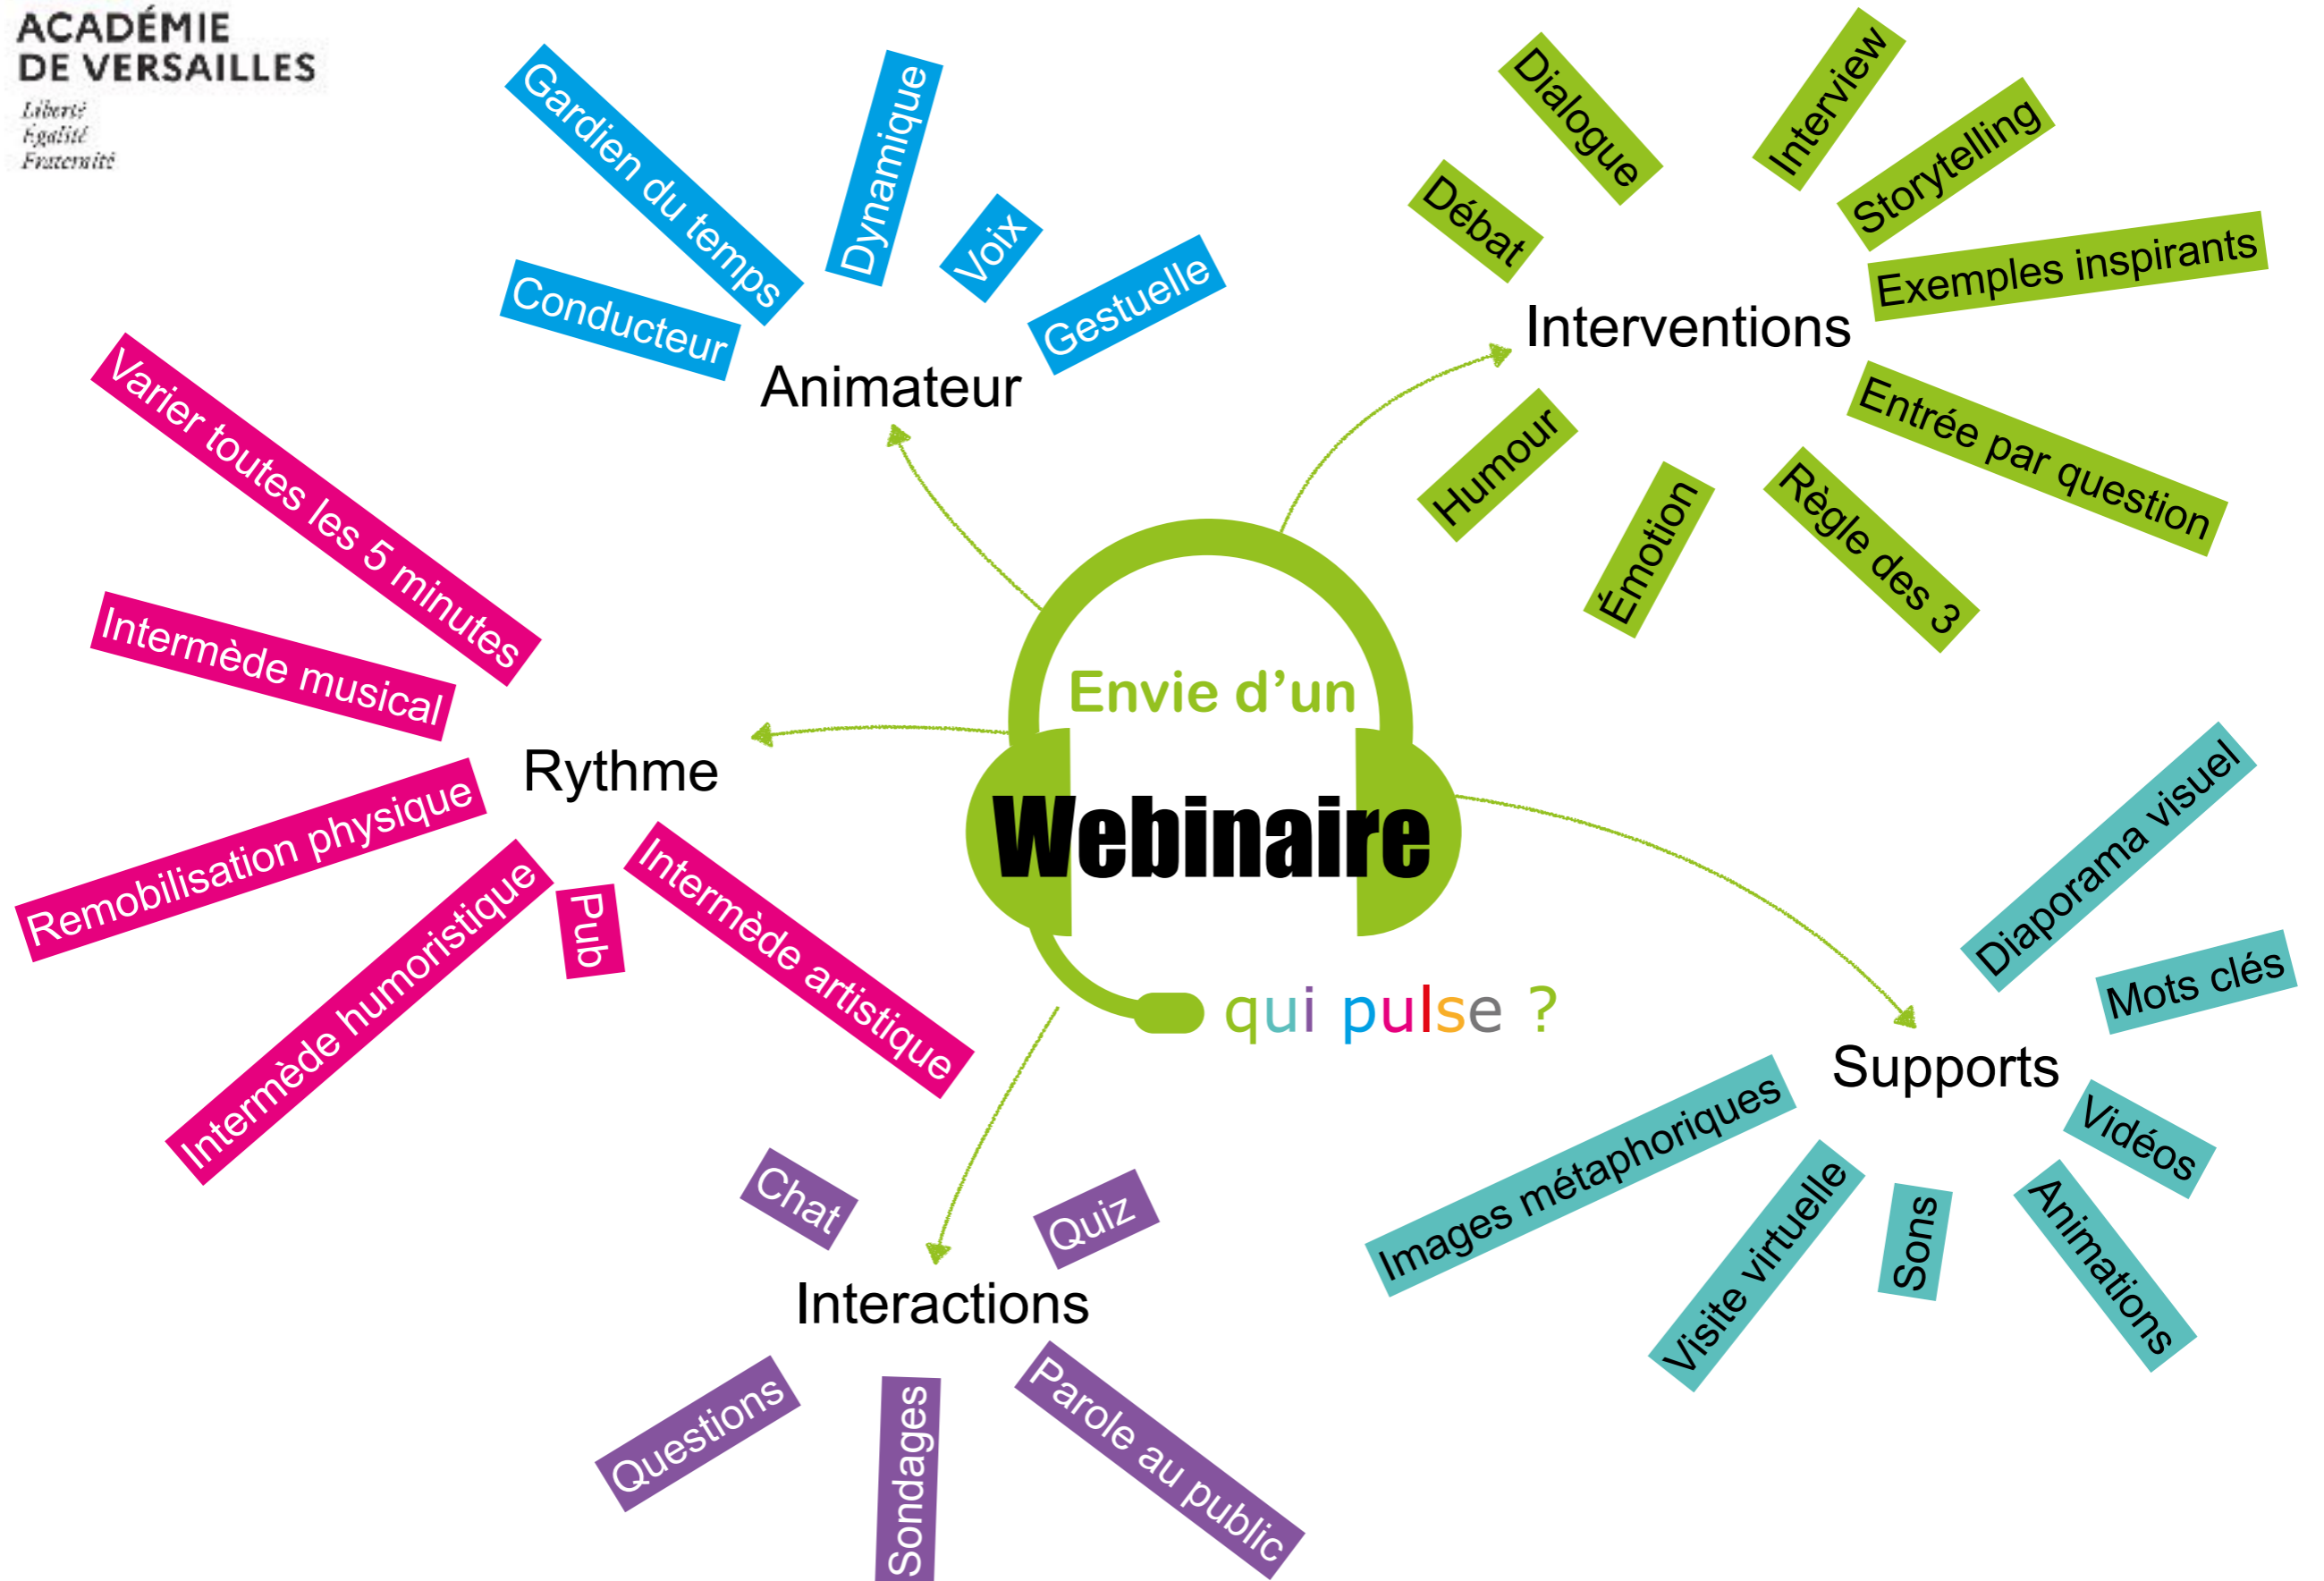 ACADÉMIE
DE VERSAILLES
Liberté
Égalité
Fraternité
Gardien du temps
Dynamique
Voix
Gestuelle
Conducteur
Animateur
Dialogue
Interview
Storytelling
Débat
Exemples inspirants
Interventions
Entrée par question
Humour
Émotion
Règle des 3
Varier toutes les 5 minutes
Intermède musical
Rythme
Remobilisation physique
Intermède humoristique
Pub
Intermède artistique
Envie d'un
Webinaire
qui pulse ?
Diaporama visuel
Mots clés
Supports
Vidéos
Images métaphoriques
Visite virtuelle
Sons
Animations
Chat
Quiz
Interactions
Questions
Sondages
Parole au public